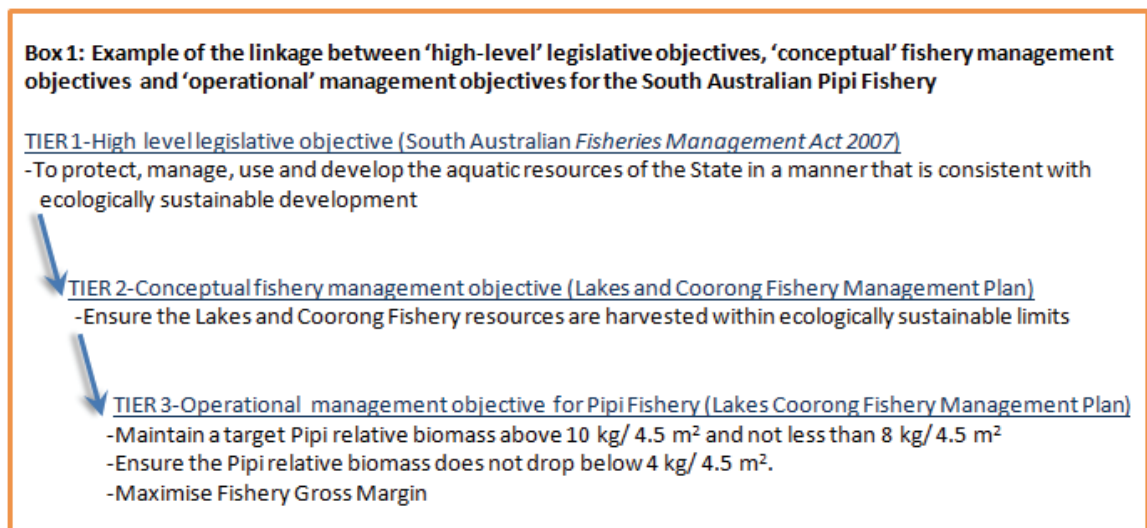 Box 1: Example of the linkage between ‘high-level’ legislative objectives, ‘conceptual’ fishery management
objectives and ‘operational’ management objectives for the South Australian Pipi Fishery
TIER 1-High level legislative objective (South Australian Fisheries Management Act 2007)
-To protect, manage, use and develop the aquatic resources of the State in a manner that is consistent with
ecologically sustainable development
TIER 2-Conceptual fishery management objective (Lakes and Coorong Fishery Management Plan)
-Ensure the Lakes and Coorong Fishery resources are harvested within ecologically sustainable limits
TIER 3-Operational management objective for Pipi Fishery (Lakes Coorong Fishery Management Plan)
-Maintain a target Pipi relative biomass above 10 kg/ 4.5 m² and not less than 8 kg/ 4.5 m²
-Ensure the Pipi relative biomass does not drop below 4 kg/ 4.5 m².
-Maximise Fishery Gross Margin